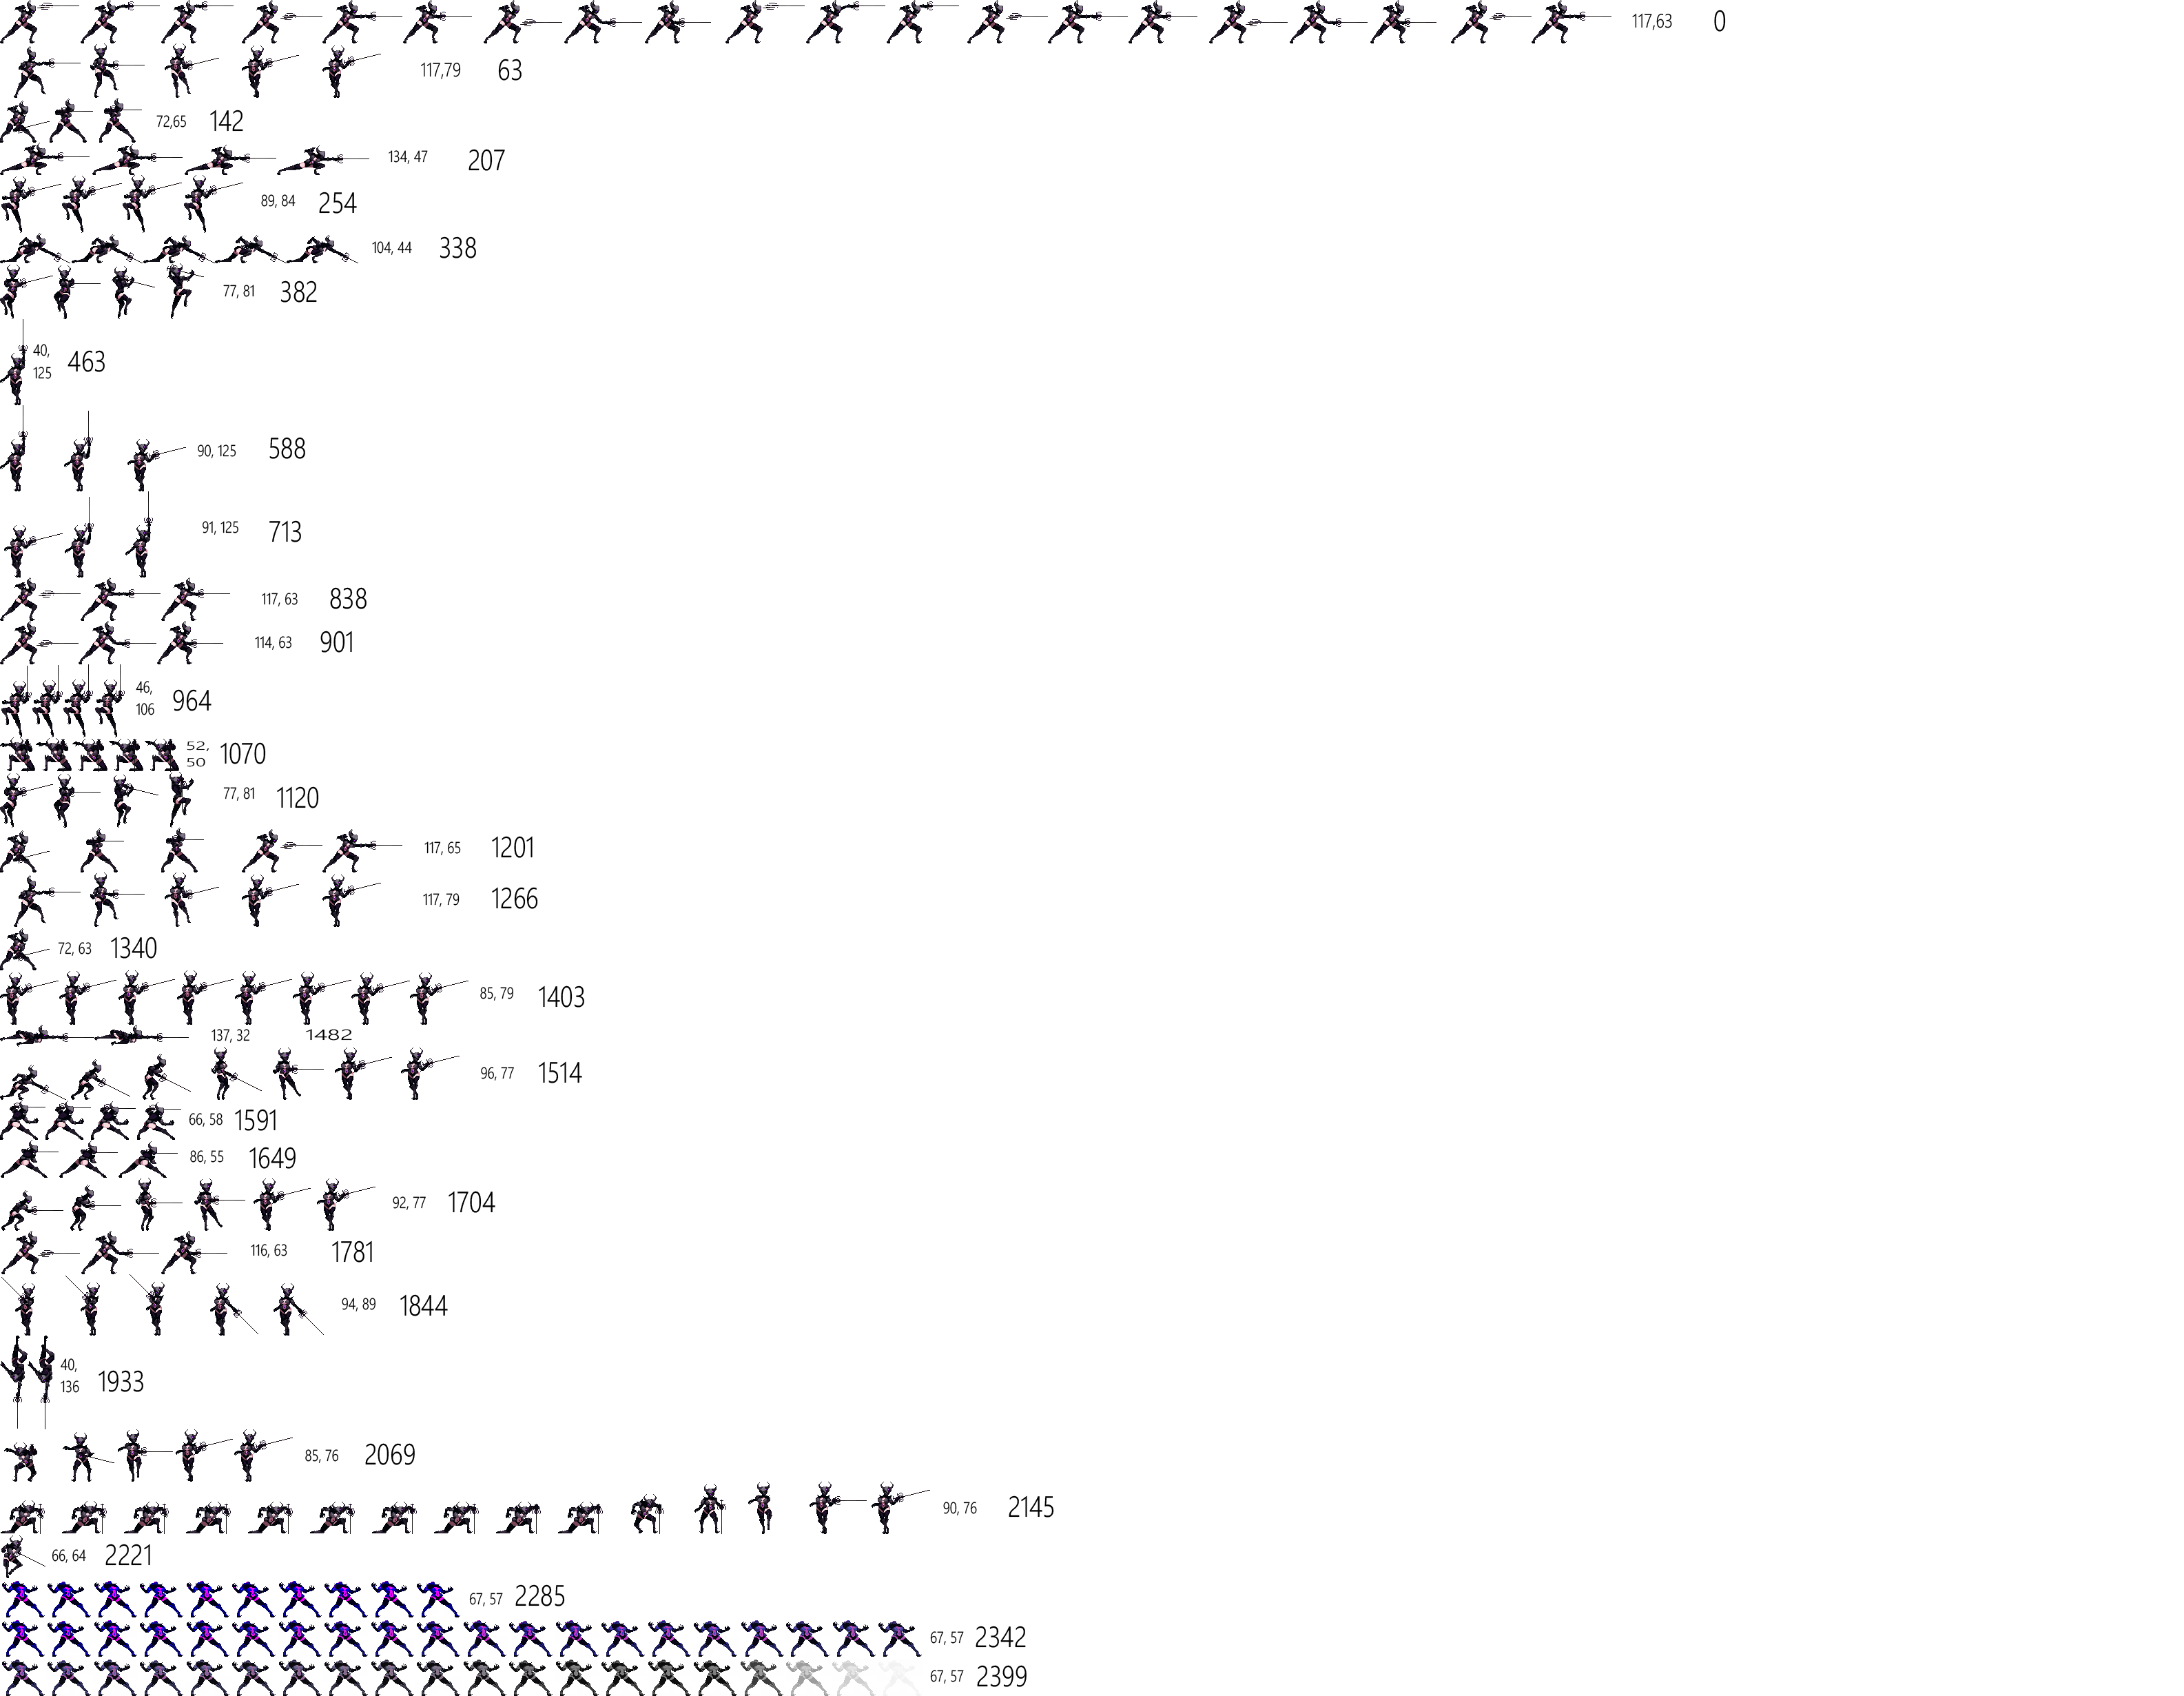 117,63 0
117,79 63
72,65 142
134, 47 207
89, 84 254
104, 44 338
77, 81 382
40,
125 463
90, 125 588
91, 125 713
117, 63 838
114, 63 901
46,
106 964
52,
50 1070
77, 81 1120
117, 65 1201
117, 79 1266
72, 63 1340
85, 79 1403
137, 32 1482
96, 77 1514
66, 58 1591
86, 55 1649
92, 77 1704
116, 63 1781
94, 89 1844
40,
136 1933
85, 76 2069
90, 76 2145
66, 64 2221
67, 57 2285
67, 57 2342
67, 57 2399